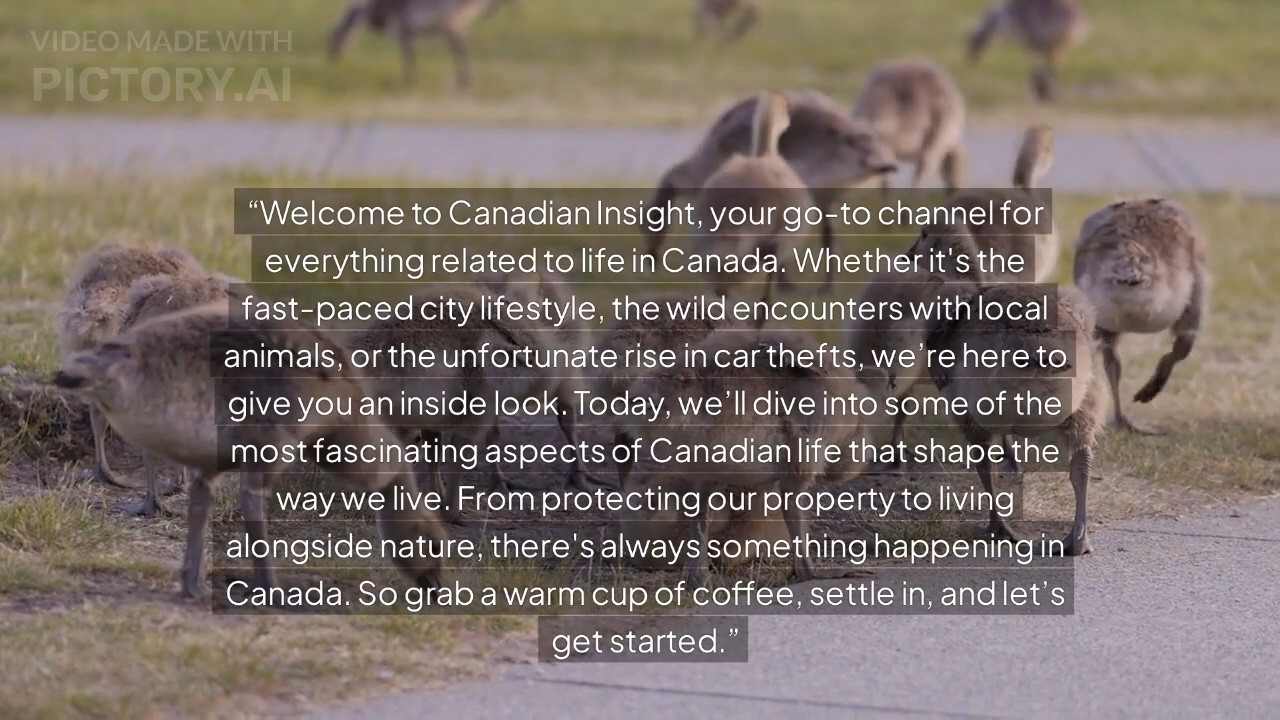 VIDEO MADE WITH
PICTORY.AI
“Welcome to Canadian Insight, your go-to channel for
everything related to life in Canada. Whether it's the
fast-paced city lifestyle, the wild encounters with local
animals, or the unfortunate rise in car thefts, we’re here to
give you an inside look. Today, we’ll dive into some of the
most fascinating aspects of Canadian life that shape the
way we live. From protecting our property to living
alongside nature, there's always something happening in
Canada. So grab a warm cup of coffee, settle in, and let’s
get started.”